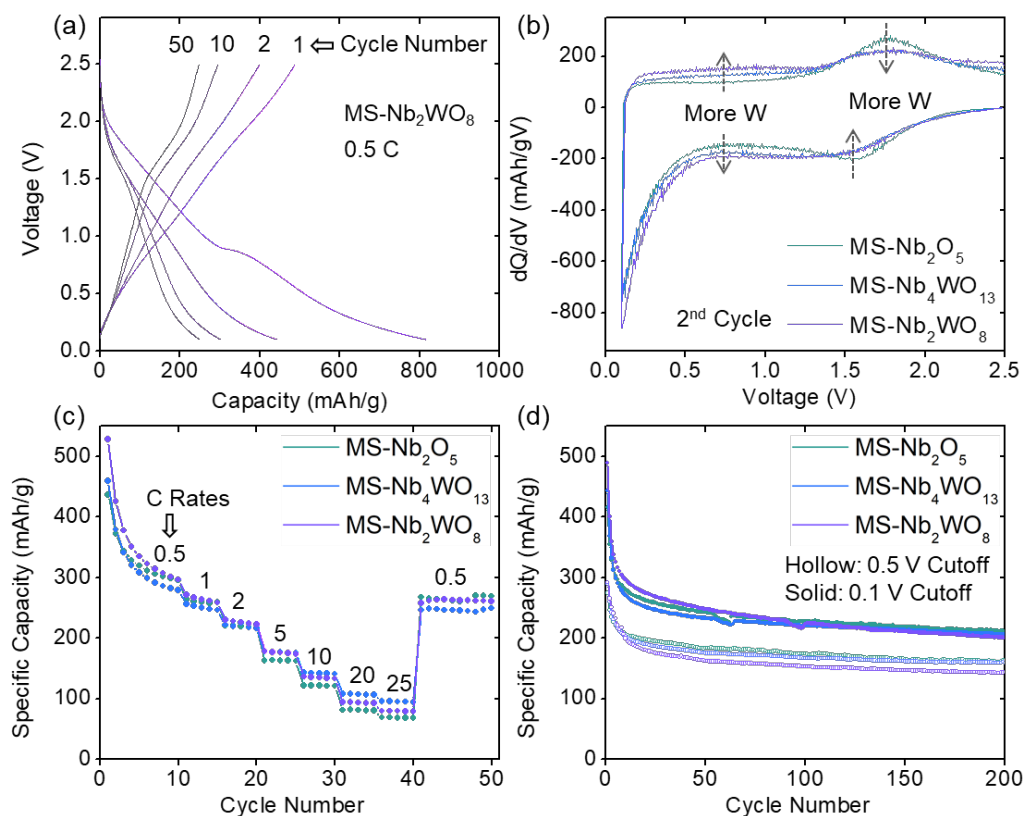 (a)
50 10 2 1 ⇐ Cycle Number
MS-Nb₂WO₈
0.5 C
2.5
2.0
1.5
1.0
0.5
0.0
Voltage (V)
0 200 400 600 800 1000
Capacity (mAh/g)
(b)
200
0
-200
-400
-600
-800
dQ/dV (mAh/gV)
More W
More W
MS-Nb₂O₅
MS-Nb₄WO₁₃
MS-Nb₂WO₈
2ⁿᵈ Cycle
0.0 0.5 1.0 1.5 2.0 2.5
Voltage (V)
(c)
500
400
300
200
100
0
Specific Capacity (mAh/g)
MS-Nb₂O₅
MS-Nb₄WO₁₃
MS-Nb₂WO₈
C Rates
0.5
1
2
5
10
20
25
0.5
0 10 20 30 40 50
Cycle Number
(d)
500
400
300
200
100
0
Specific Capacity (mAh/g)
MS-Nb₂O₅
MS-Nb₄WO₁₃
MS-Nb₂WO₈
Hollow: 0.5 V Cutoff
Solid: 0.1 V Cutoff
0 50 100 150 200
Cycle Number